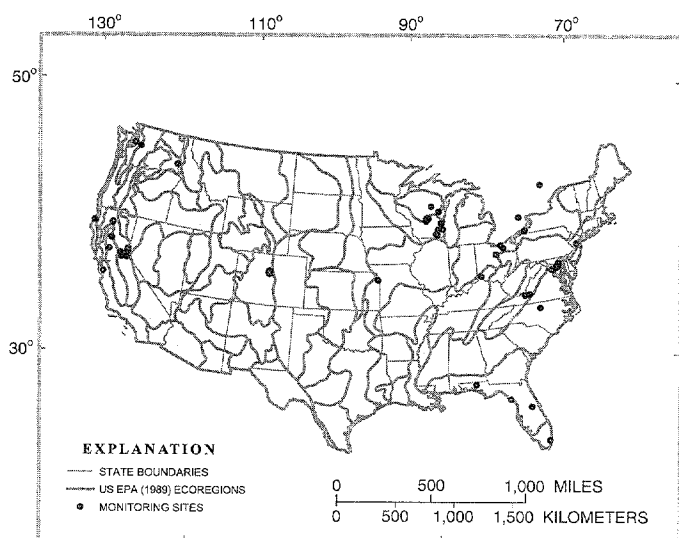 130° 110° 90° 70°
50°
30°
EXPLANATION
STATE BOUNDARIES
US EPA (1989) ECOREGIONS
MONITORING SITES
0 500 1,000 MILES
0 500 1,000 1,500 KILOMETERS